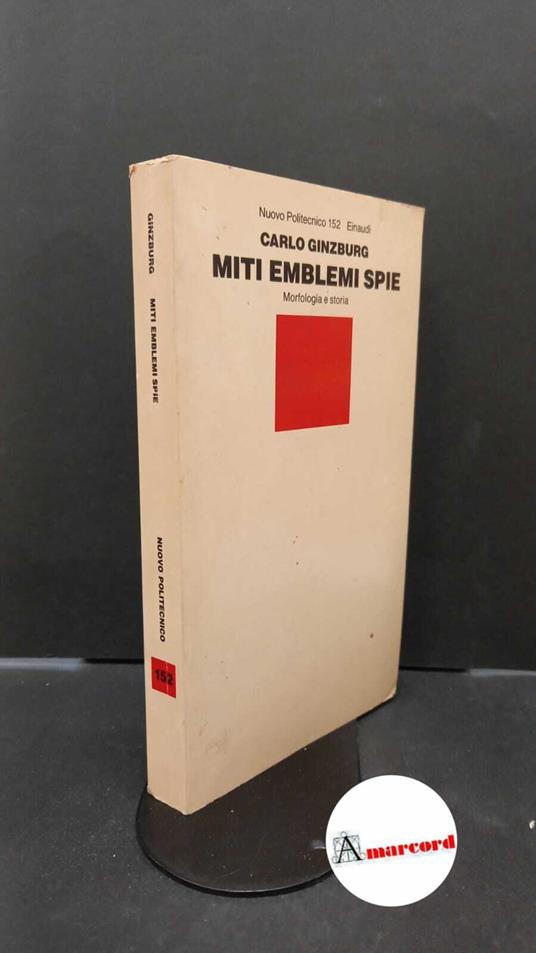 Nuovo Politecnico 152 Einaudi
CARLO GINZBURG
MITI EMBLEMI SPIE
Morfologia e storia
GINZBURG MITI EMBLEMI SPIE NUOVO POLITECNICO
152
Amarcord